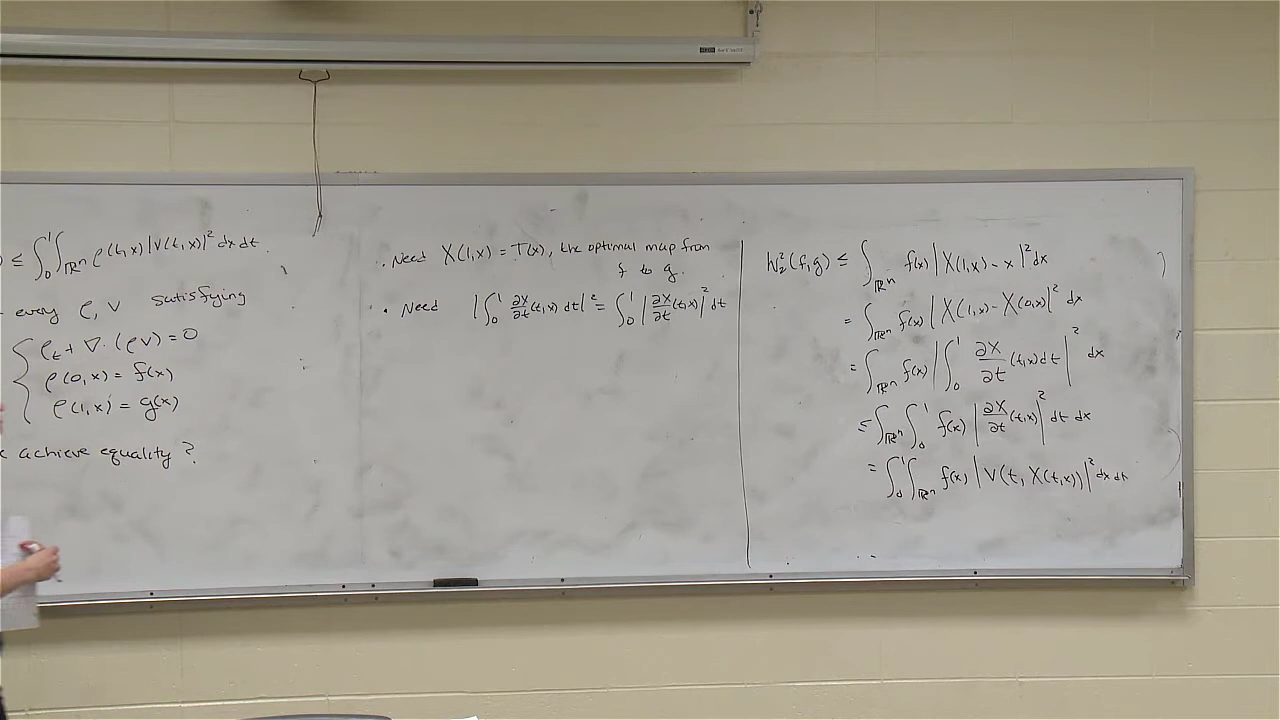 ≤ ∫₀¹ ∫_ℝⁿ ρ(t,x) |V(t,x)|² dx dt.
every ρ, V satisfying
{ ρ_t + ∇·(ρV) = 0
ρ(0,x) = f(x)
ρ(1,x) = g(x)
achieve equality?
· Need X(1,x) = T(x), the optimal map from
f to g.
· Need |∫₀¹ ∂X/∂t (t,x) dt|² = ∫₀¹ |∂X/∂t (t,x)|² dt
W₂²(f,g) ≤ ∫_ℝⁿ f(x) |X(1,x) - x|² dx
= ∫_ℝⁿ f(x) |X(1,x) - X(0,x)|² dx
= ∫_ℝⁿ f(x) |∫₀¹ ∂X/∂t (t,x) dt|² dx
≤ ∫_ℝⁿ ∫₀¹ f(x) |∂X/∂t (t,x)|² dt dx
= ∫₀¹ ∫_ℝⁿ f(x) |V(t, X(t,x))|² dx dt